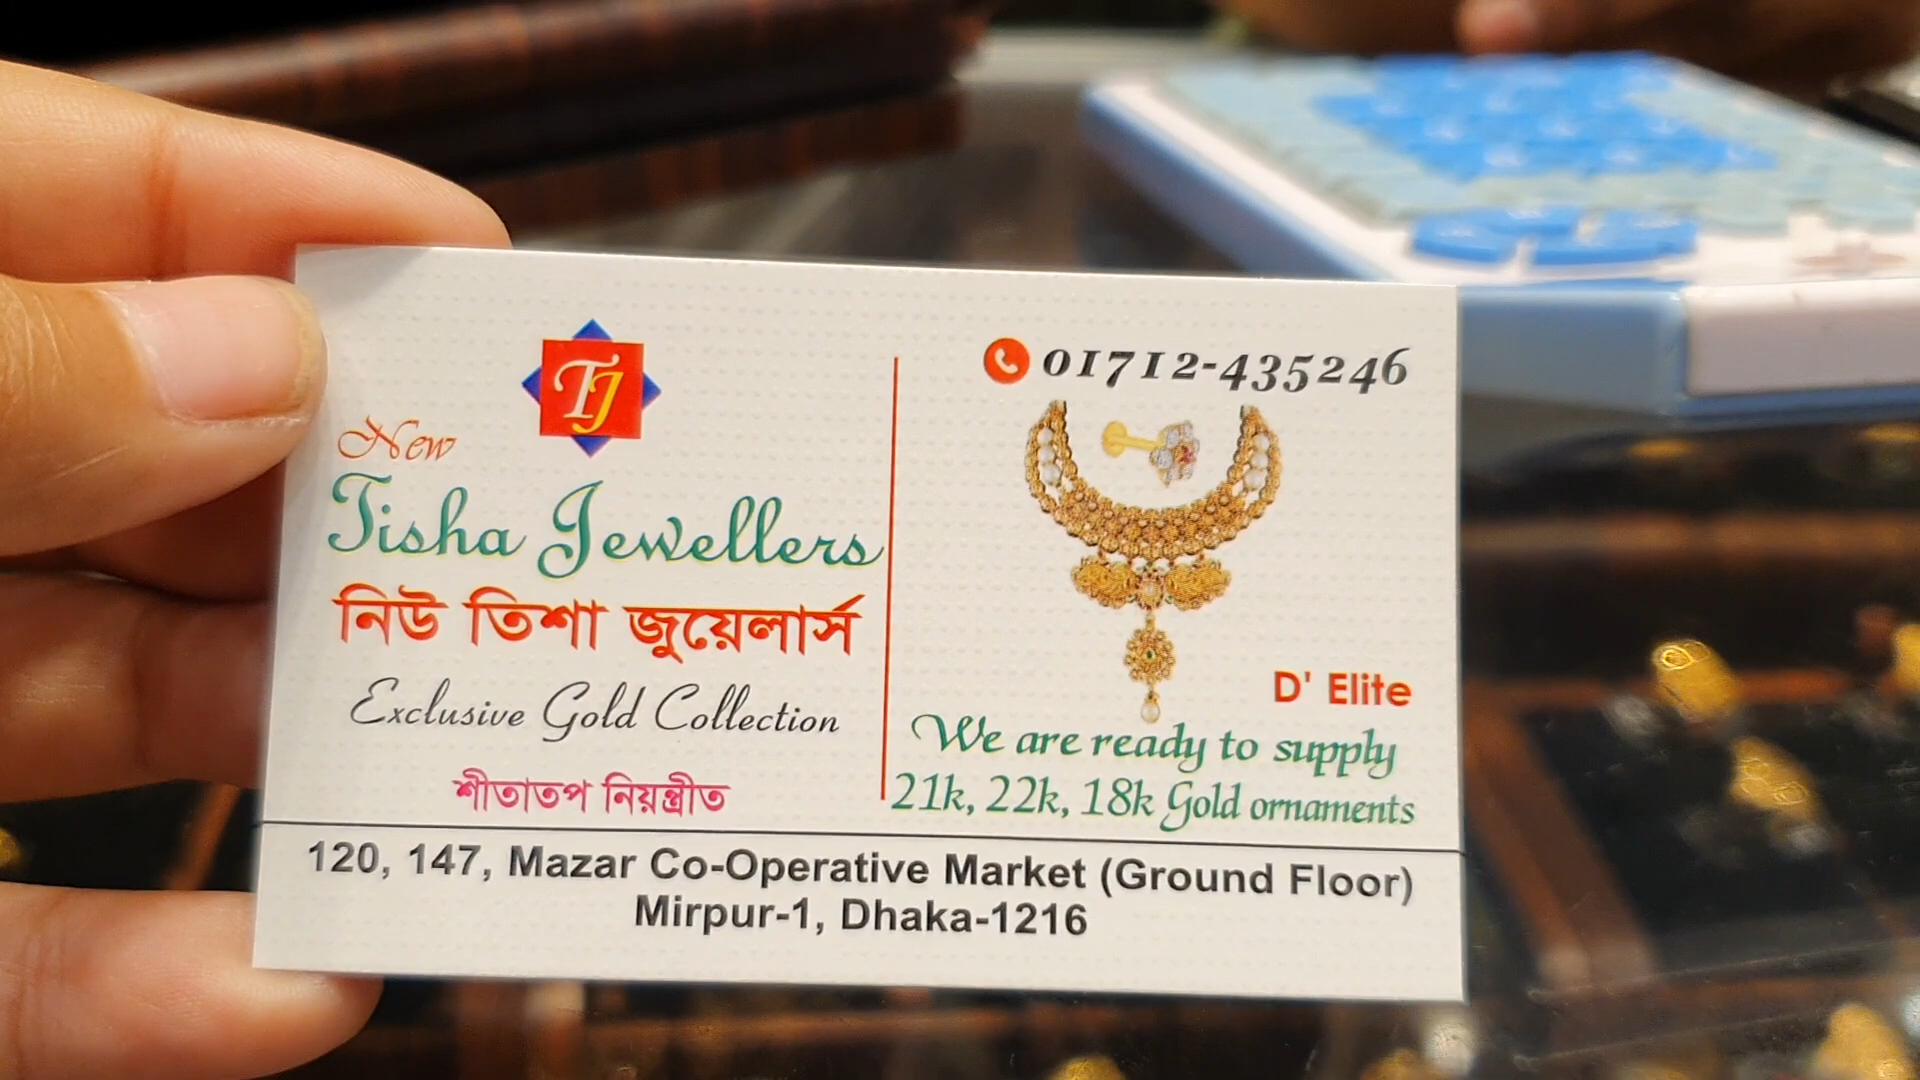 TJ
New
Tisha Jewellers
নিউ তিশা জুয়েলার্স
Exclusive Gold Collection
শীতাতপ নিয়ন্ত্রীত
01712-435246
D' Elite
We are ready to supply
21k, 22k, 18k Gold ornaments
120, 147, Mazar Co-Operative Market (Ground Floor)
Mirpur-1, Dhaka-1216